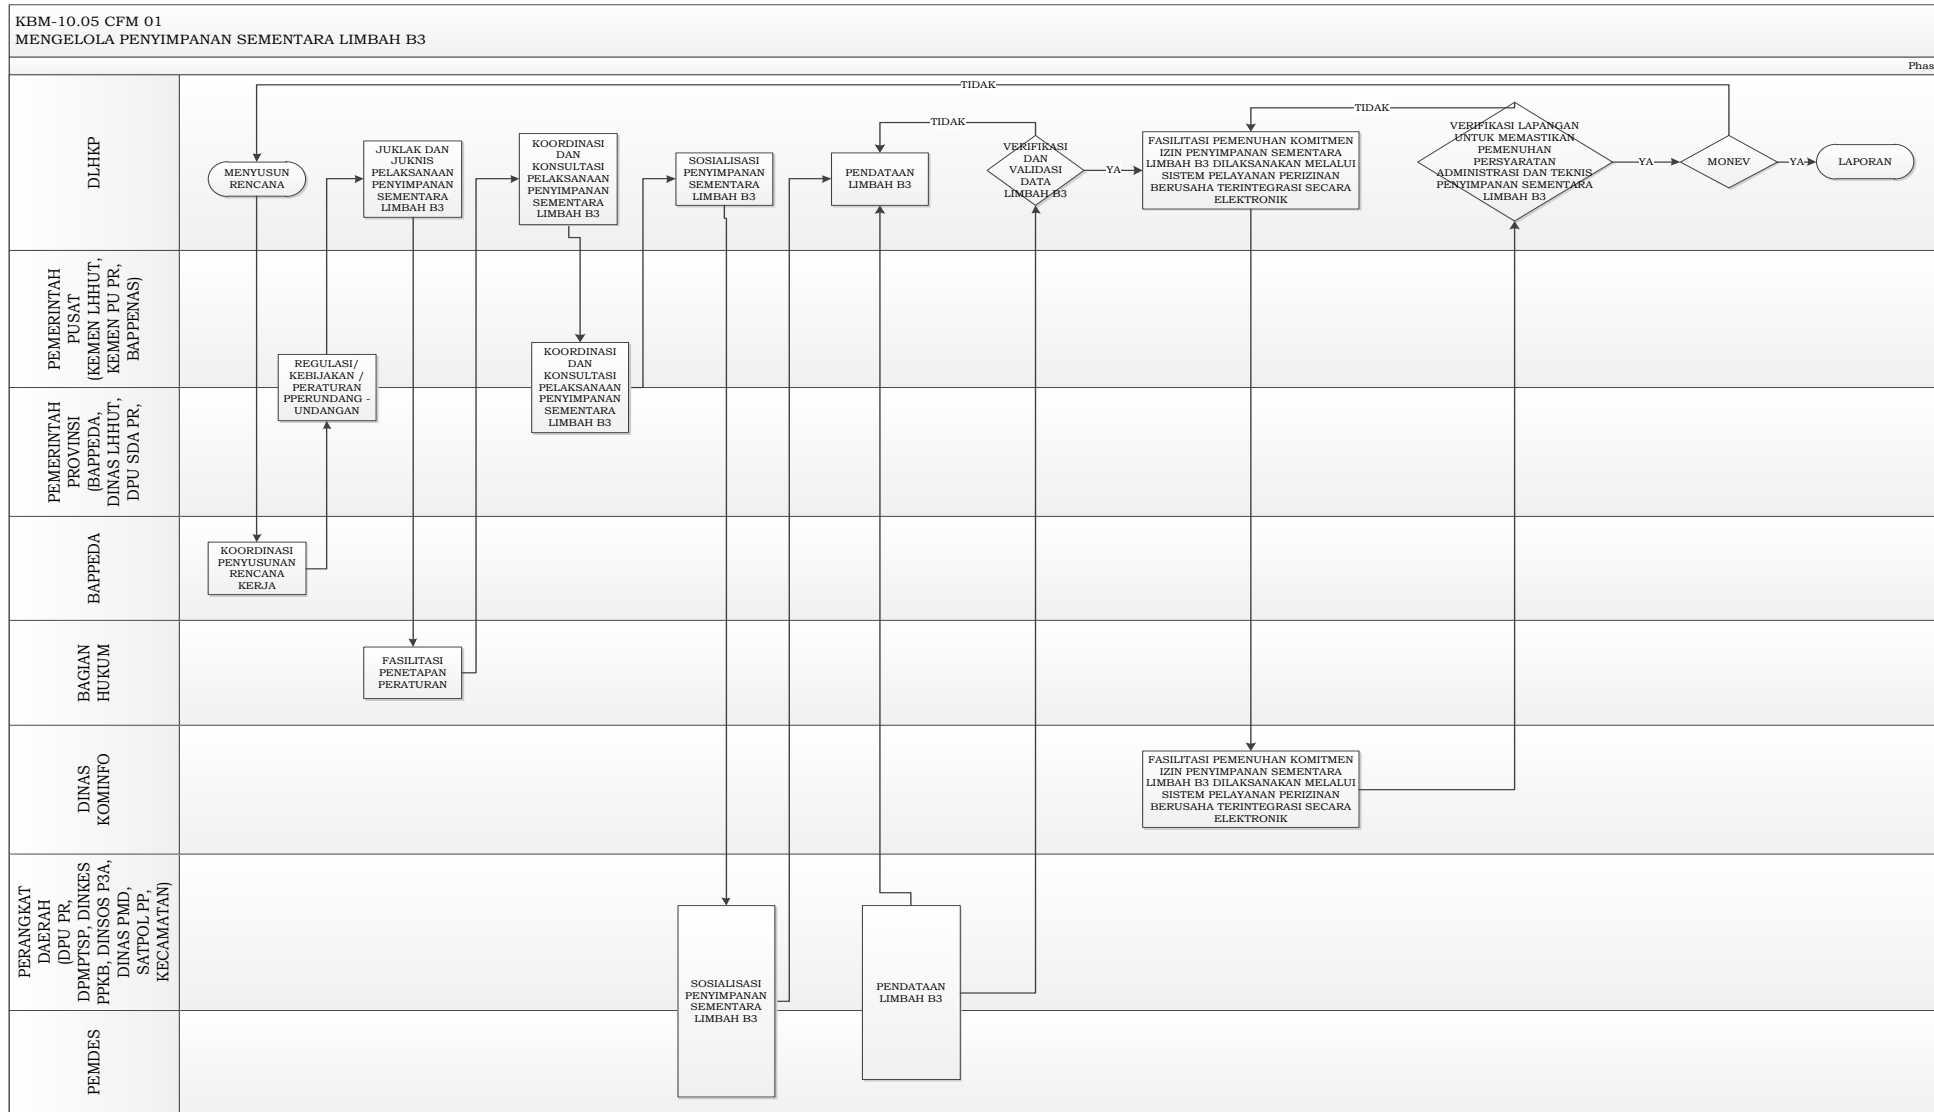 KBM-10.05 CFM 01
MENGELOLA PENYIMPANAN SEMENTARA LIMBAH B3
Phas
DLHKP
TIDAK
MENYUSUN
RENCANA
JUKLAK DAN
JUKNIS
PELAKSANAAN
PENYIMPANAN
SEMENTARA
LIMBAH B3
KOORDINASI
DAN
KONSULTASI
PELAKSANAAN
PENYIMPANAN
SEMENTARA
LIMBAH B3
SOSIALISASI
PENYIMPANAN
SEMENTARA
LIMBAH B3
TIDAK
PENDATAAN
LIMBAH B3
VERIFIKASI
DAN
VALIDASI
DATA
LIMBAH B3
YA
TIDAK
FASILITASI PEMENUHAN KOMITMEN
IZIN PENYIMPANAN SEMENTARA
LIMBAH B3 DILAKSANAKAN MELALUI
SISTEM PELAYANAN PERIZINAN
BERUSAHA TERINTEGRASI SECARA
ELEKTRONIK
VERIFIKASI LAPANGAN
UNTUK MEMASTIKAN
PEMENUHAN
PERSYARATAN
ADMINISTRASI DAN TEKNIS
PENYIMPANAN SEMENTARA
LIMBAH B3
YA
MONEV
YA
LAPORAN
PEMERINTAH
PUSAT
(KEMEN LHHUT,
KEMEN PU PR,
BAPPENAS)
REGULASI/
KEBIJAKAN /
PERATURAN
PPERUNDANG -
UNDANGAN
KOORDINASI
DAN
KONSULTASI
PELAKSANAAN
PENYIMPANAN
SEMENTARA
LIMBAH B3
PEMERINTAH
PROVINSI
(BAPPEDA,
DINAS LHHUT,
DPU SDA PR,
BAPPEDA
KOORDINASI
PENYUSUNAN
RENCANA
KERJA
BAGIAN
HUKUM
FASILITASI
PENETAPAN
PERATURAN
DINAS
KOMINFO
FASILITASI PEMENUHAN KOMITMEN
IZIN PENYIMPANAN SEMENTARA
LIMBAH B3 DILAKSANAKAN MELALUI
SISTEM PELAYANAN PERIZINAN
BERUSAHA TERINTEGRASI SECARA
ELEKTRONIK
PERANGKAT
DAERAH
(DPU PR,
DPMPTSP, DINKES
PPKB, DINSOS P3A,
DINAS PMD,
SATPOL PP,
KECAMATAN)
SOSIALISASI
PENYIMPANAN
SEMENTARA
LIMBAH B3
PENDATAAN
LIMBAH B3
PEMDES